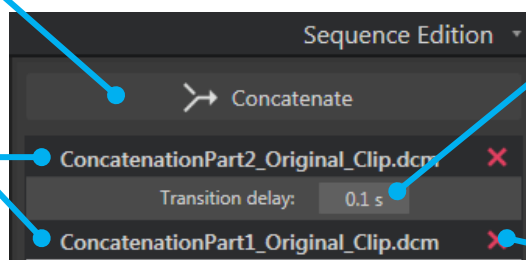 Sequence Edition
Concatenate
ConcatenationPart2_Original_Clip.dcm
Transition delay: 0.1 s
ConcatenationPart1_Original_Clip.dcm